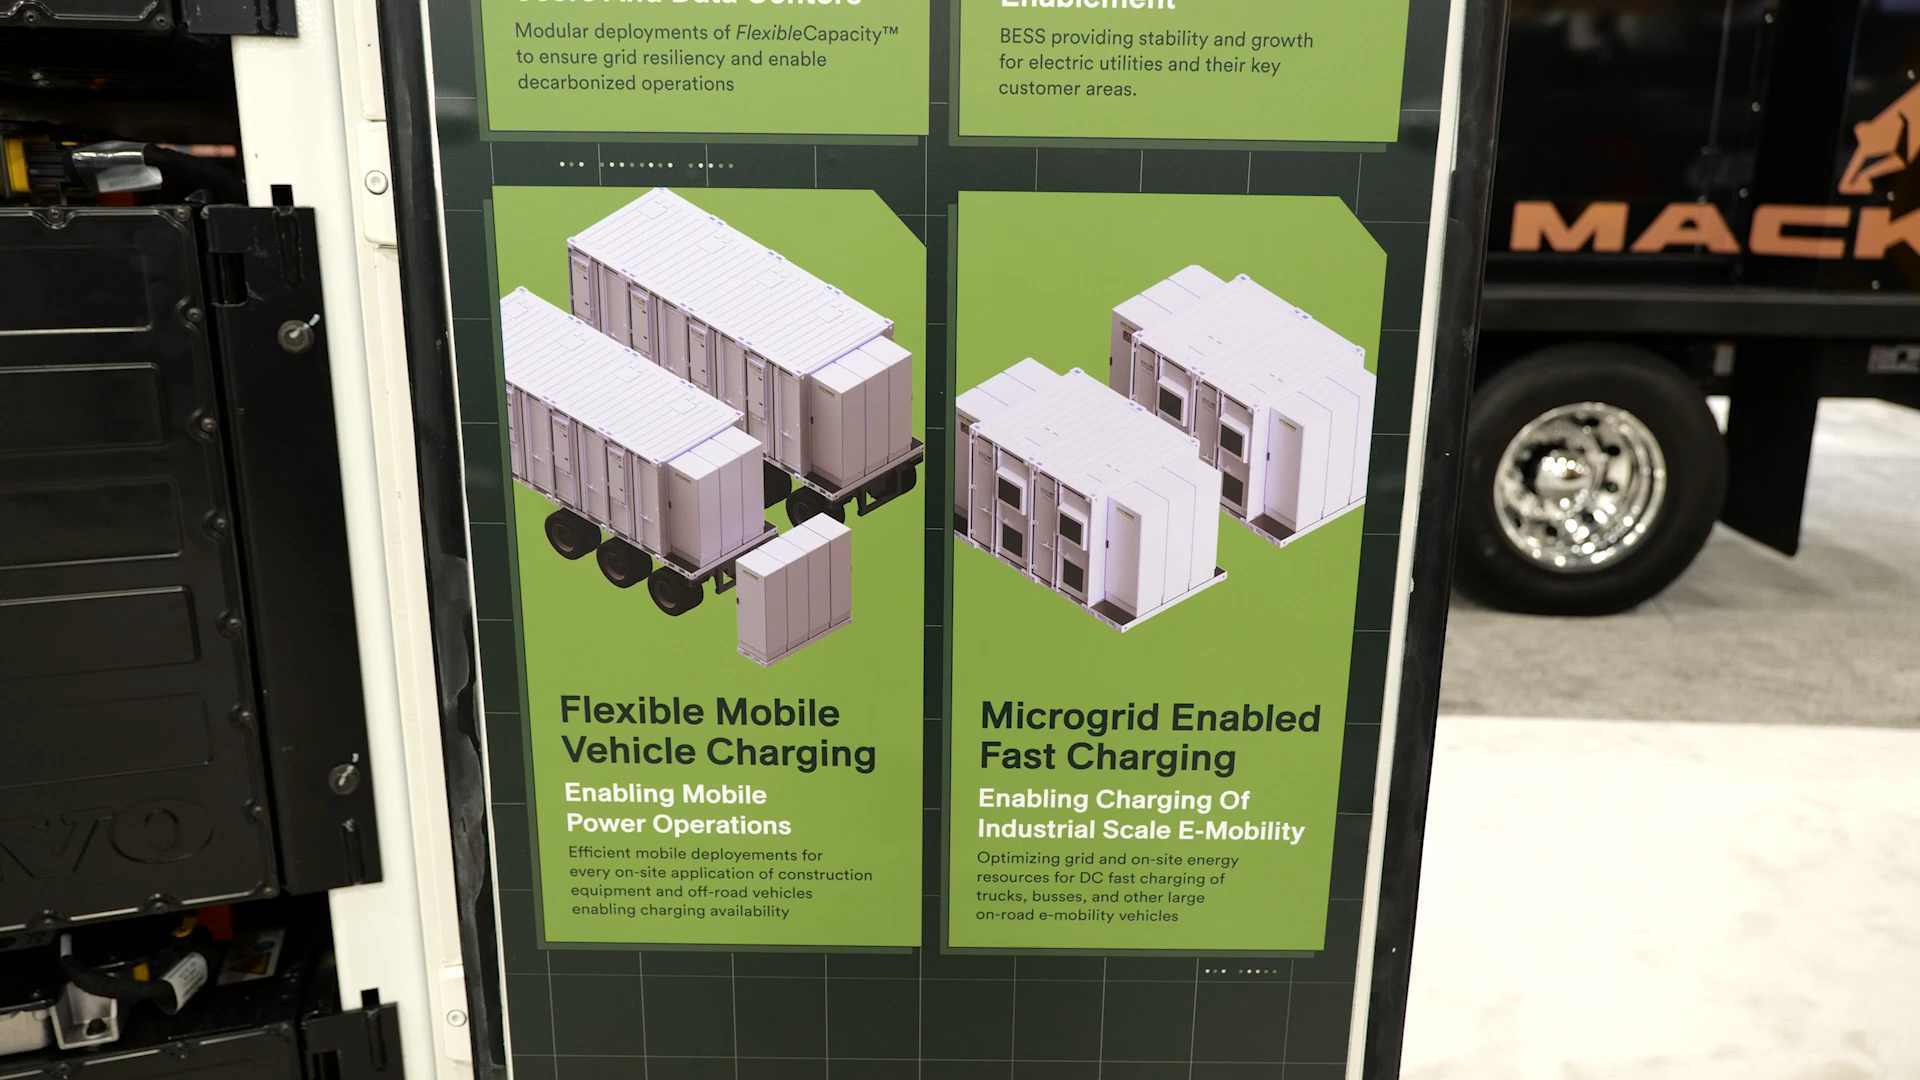 And Data Centers
Modular deployments of FlexibleCapacity™
to ensure grid resiliency and enable
decarbonized operations
Enablement
BESS providing stability and growth
for electric utilities and their key
customer areas.
Flexible Mobile
Vehicle Charging
Enabling Mobile
Power Operations
Efficient mobile deployements for
every on-site application of construction
equipment and off-road vehicles
enabling charging availability
Microgrid Enabled
Fast Charging
Enabling Charging Of
Industrial Scale E-Mobility
Optimizing grid and on-site energy
resources for DC fast charging of
trucks, busses, and other large
on-road e-mobility vehicles
MACK